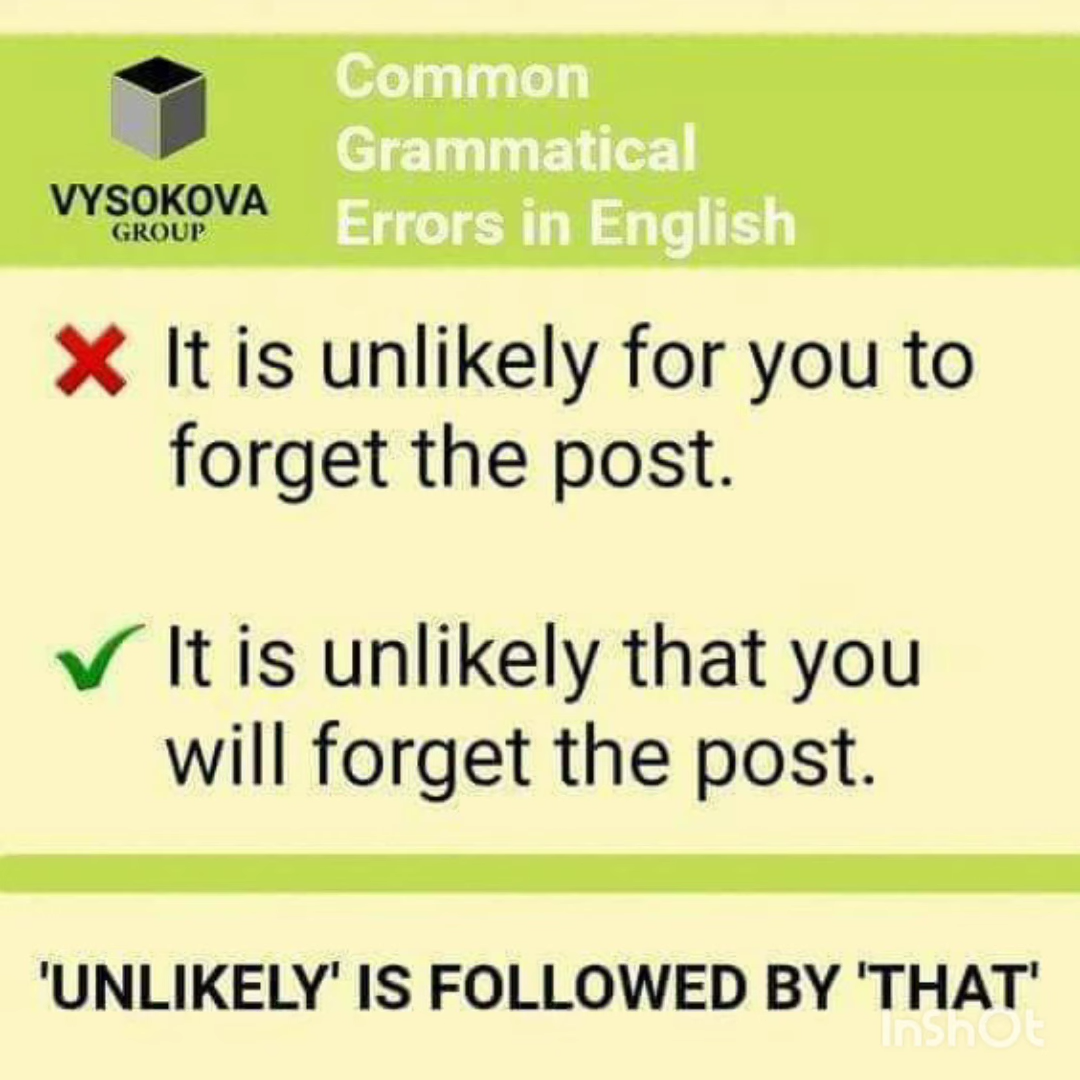 VYSOKOVA
GROUP
Common
Grammatical
Errors in English
It is unlikely for you to
forget the post.
It is unlikely that you
will forget the post.
'UNLIKELY' IS FOLLOWED BY 'THAT'
InShOt